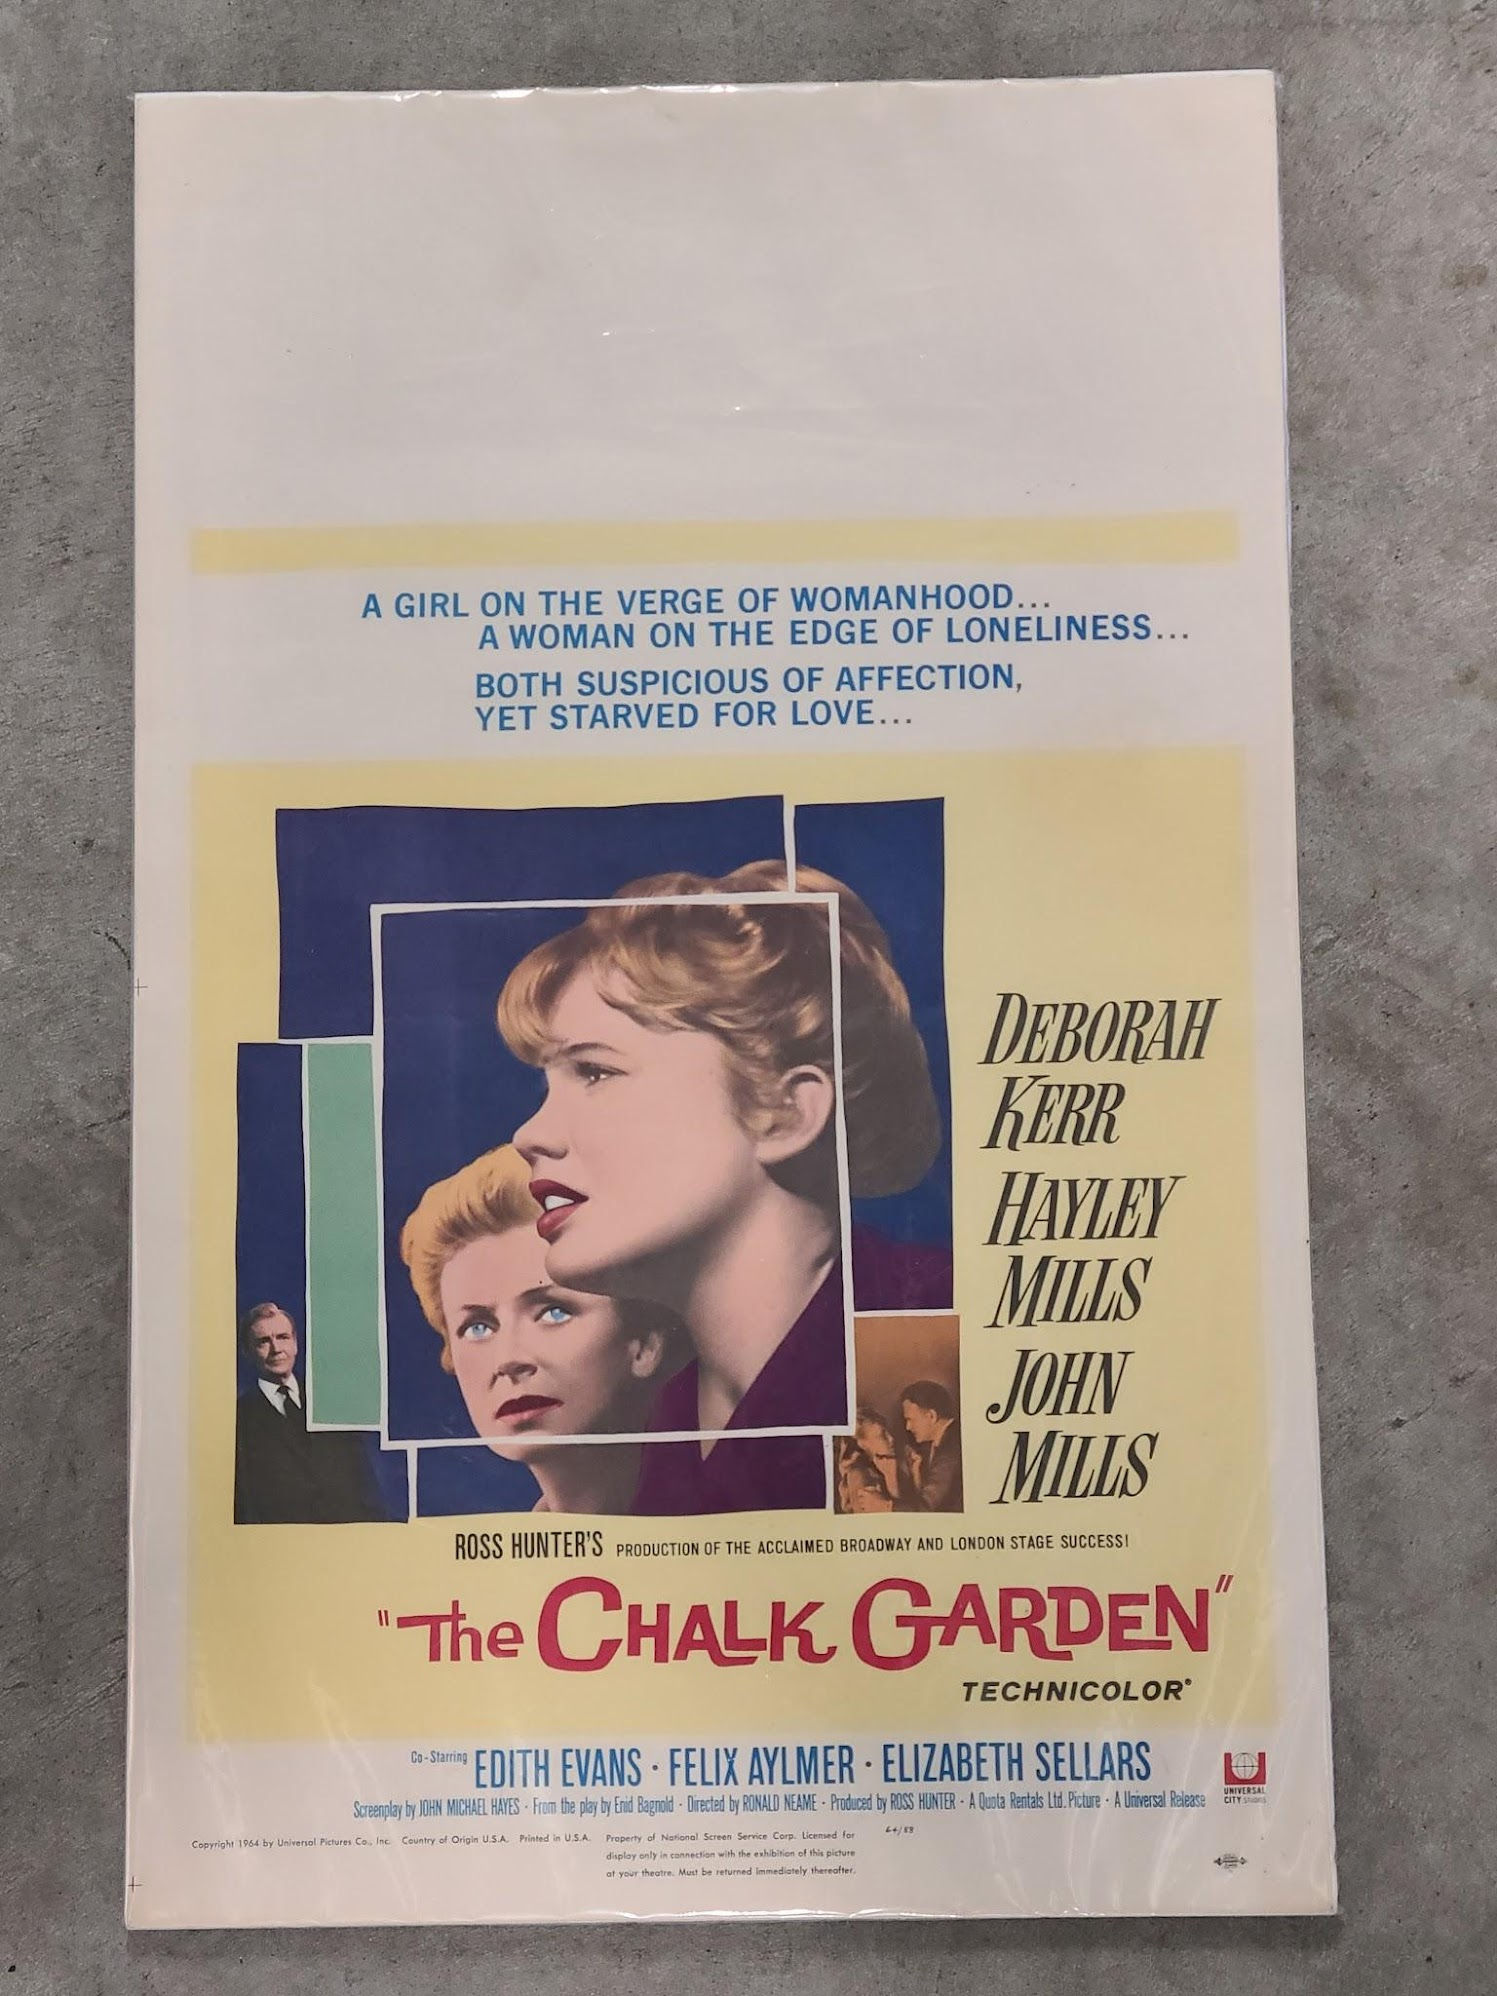 A GIRL ON THE VERGE OF WOMANHOOD...
A WOMAN ON THE EDGE OF LONELINESS...
BOTH SUSPICIOUS OF AFFECTION,
YET STARVED FOR LOVE...
DEBORAH
KERR
HAYLEY
MILLS
JOHN
MILLS
ROSS HUNTER'S PRODUCTION OF THE ACCLAIMED BROADWAY AND LONDON STAGE SUCCESS!
"The CHALK GARDEN"
TECHNICOLOR®
Co-Starring EDITH EVANS · FELIX AYLMER · ELIZABETH SELLARS
Screenplay by JOHN MICHAEL HAYES · From the play by Enid Bagnold · Directed by RONALD NEAME · Produced by ROSS HUNTER · A Quota Rentals Ltd. Picture · A Universal Release
UNIVERSAL
CITY STUDIOS
Copyright 1964 by Universal Pictures Co., Inc. Country of Origin U.S.A. Printed in U.S.A.
Property of National Screen Service Corp. Licensed for
display only in connection with the exhibition of this picture
at your theatre. Must be returned immediately thereafter.
64/88